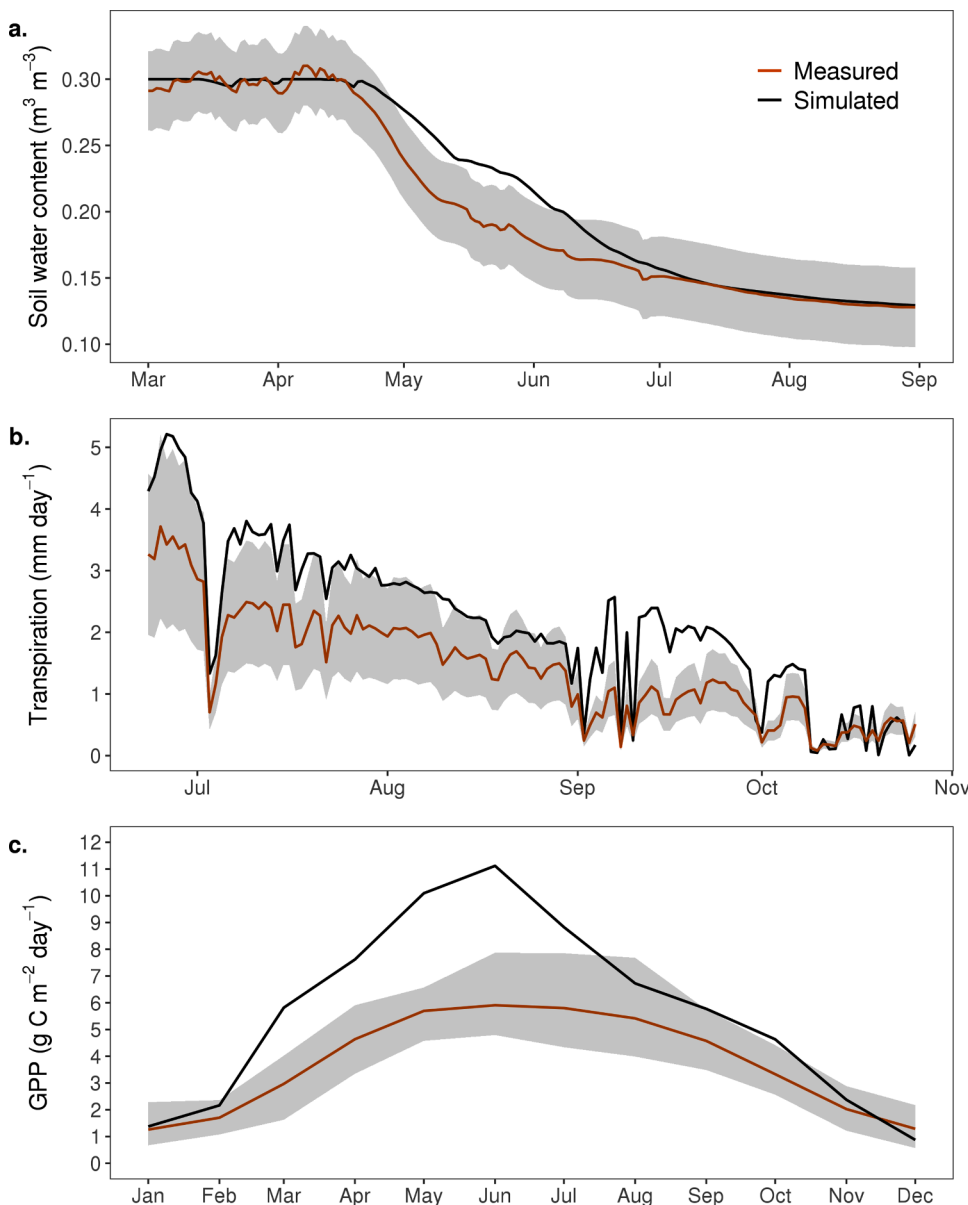 a.
Soil water content (m³ m⁻³)
0.30
0.25
0.20
0.15
0.10
Measured
Simulated
Mar Apr May Jun Jul Aug Sep
b.
Transpiration (mm day⁻¹)
5
4
3
2
1
0
Jul Aug Sep Oct Nov
c.
GPP (g C m⁻² day⁻¹)
12
11
10
9
8
7
6
5
4
3
2
1
0
Jan Feb Mar Apr May Jun Jul Aug Sep Oct Nov Dec